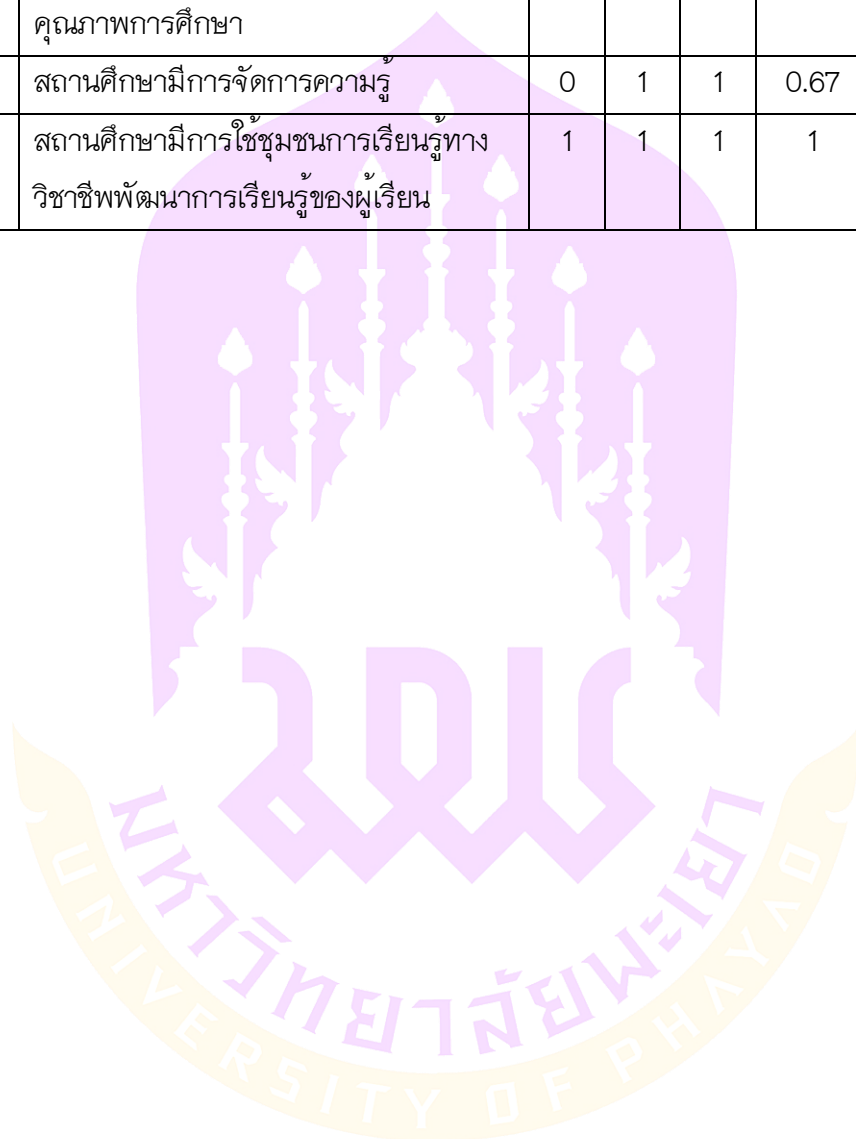 คุณภาพการศึกษา
สถานศึกษามีการจัดการความรู้ 0 1 1 0.67
สถานศึกษามีการใช้ชุมชนการเรียนรู้ทาง 1 1 1 1
วิชาชีพพัฒนาการเรียนรู้ของผู้เรียน
มหาวิทยาลัยพะเยา
UNIVERSITY OF PHAYAO